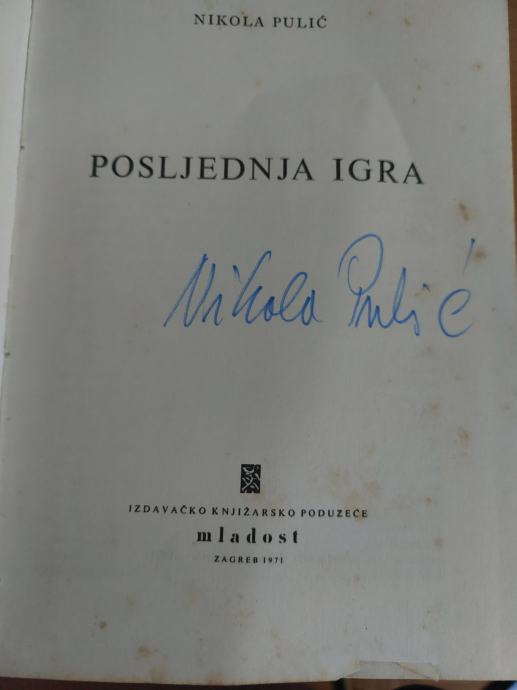 NIKOLA PULIĆ
POSLJEDNJA IGRA
Nikola Pulić
IZDAVAČKO KNJIŽARSKO PODUZEĆE
mladost
ZAGREB 1971